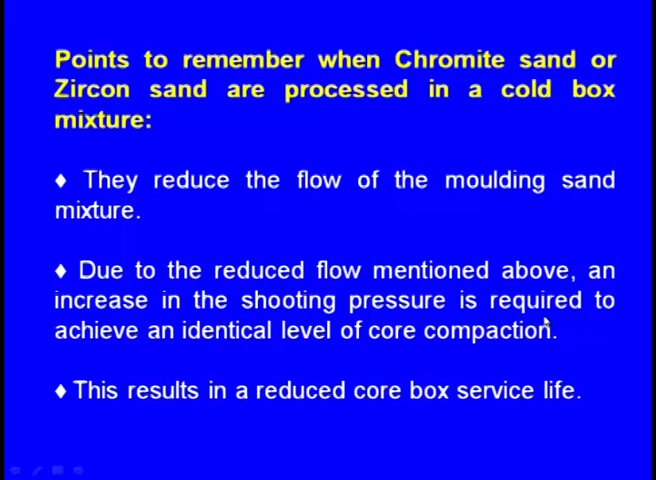 Points to remember when Chromite sand or
Zircon sand are processed in a cold box
mixture:
♦ They reduce the flow of the moulding sand
mixture.
♦ Due to the reduced flow mentioned above, an
increase in the shooting pressure is required to
achieve an identical level of core compaction.
♦ This results in a reduced core box service life.